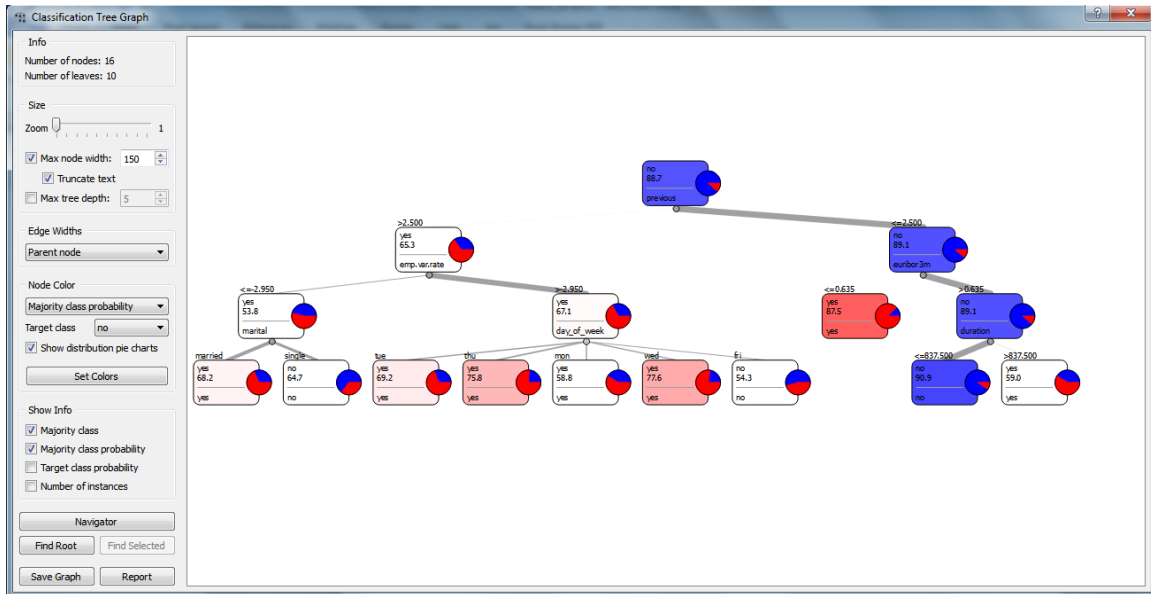 Classification Tree Graph
?
X
Info
Number of nodes: 16
Number of leaves: 10
Size
Zoom
1
Max node width:
150
Truncate text
Max tree depth:
5
Edge Widths
Parent node
Node Color
Majority class probability
Target class
no
Show distribution pie charts
Set Colors
Show Info
Majority class
Majority class probability
Target class probability
Number of instances
Navigator
Find Root
Find Selected
Save Graph
Report
no
88.7
previous
>2.500
yes
65.3
emp.var.rate
<=2.500
no
89.1
euribor3m
<=-2.950
yes
53.8
marital
>-2.950
yes
67.1
day_of_week
<=0.635
yes
87.5
yes
>0.635
no
89.1
duration
married
yes
68.2
yes
single
no
64.7
no
tue
yes
69.2
yes
thu
yes
75.8
yes
mon
yes
58.8
yes
wed
yes
77.6
yes
fri
no
54.3
no
<=837.500
no
90.9
no
>837.500
yes
59.0
yes